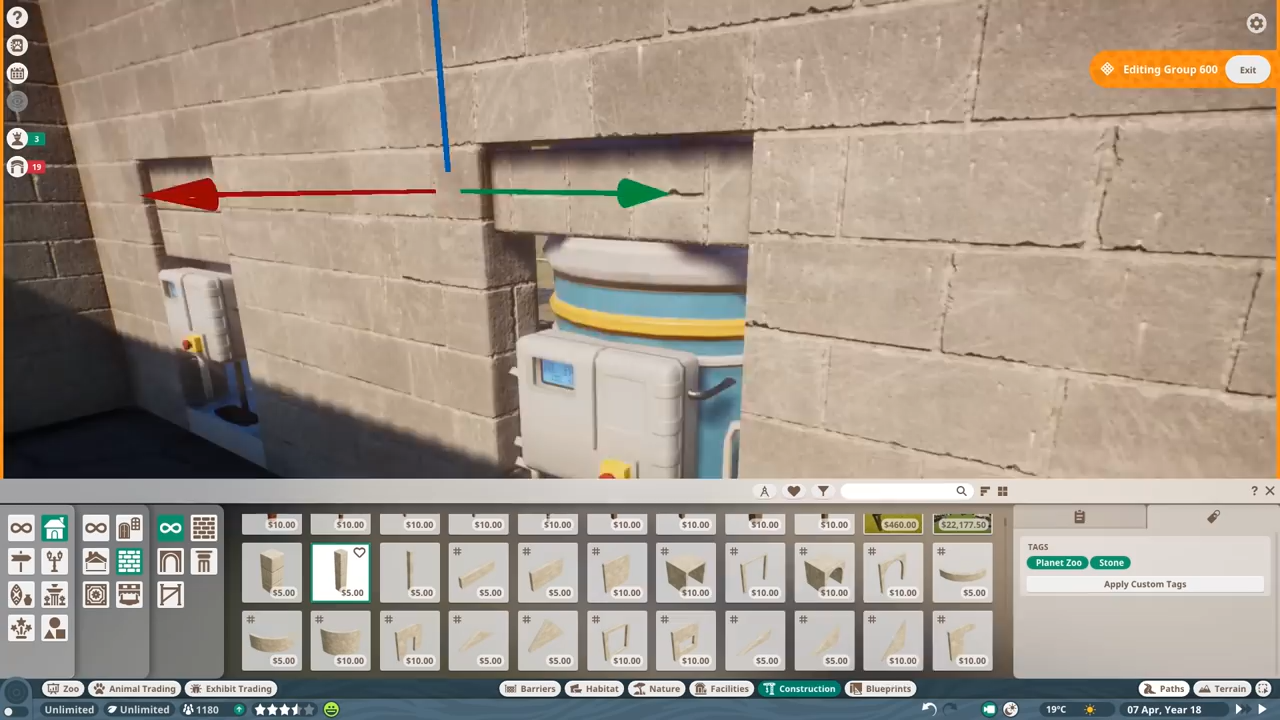 ?
Editing Group 600
Exit
3
19
?
$10.00 $10.00 $10.00 $10.00 $10.00 $10.00 $10.00 $10.00 $10.00 $460.00 $22,177.50
$5.00 $5.00 $5.00 $5.00 $5.00 $10.00 $10.00 $10.00 $10.00 $10.00 $5.00
$5.00 $10.00 $10.00 $5.00 $5.00 $10.00 $10.00 $5.00 $5.00 $10.00 $10.00
TAGS
Planet Zoo Stone
Apply Custom Tags
Zoo Animal Trading Exhibit Trading Barriers Habitat Nature Facilities Construction Blueprints Paths Terrain
Unlimited Unlimited 1180 19°C 07 Apr, Year 18